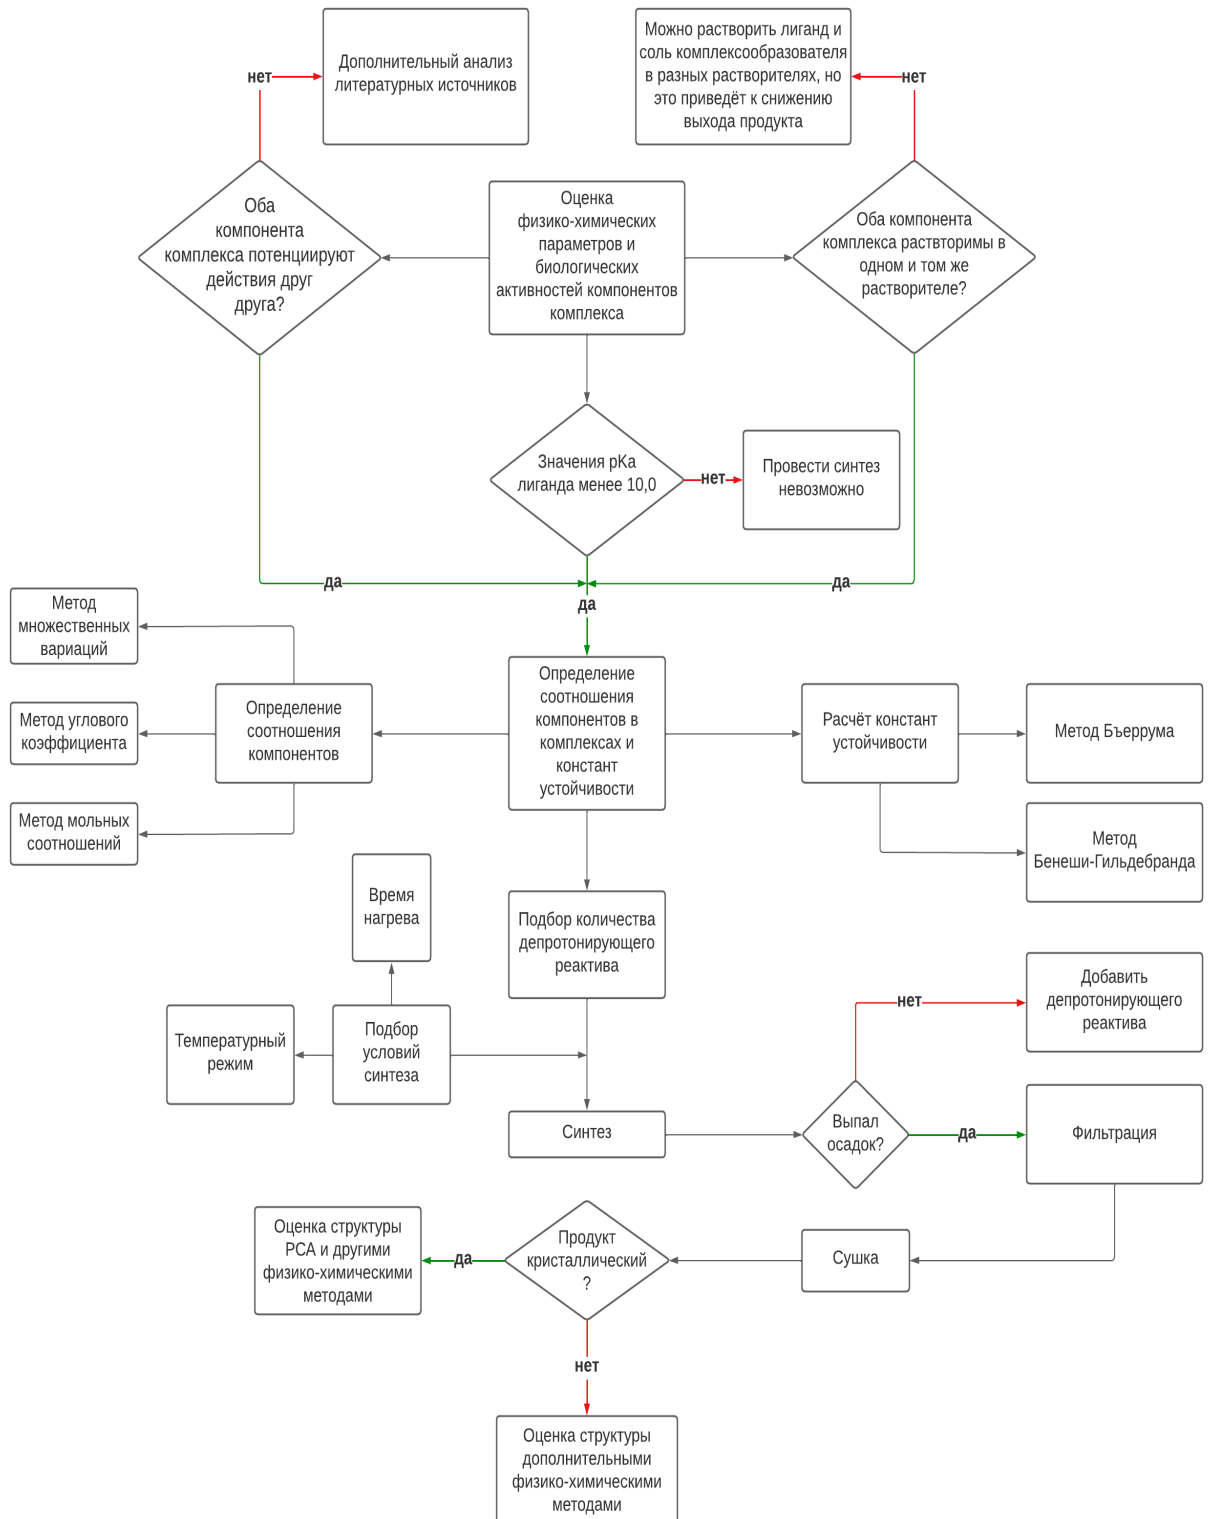 нет
Дополнительный анализ
литературных источников
Можно растворить лиганд и
соль комплексообразователя
в разных растворителях, но
это приведёт к снижению
выхода продукта
нет
Оба
компонента
комплекса потенциируют
действия друг
друга?
Оценка
физико-химических
параметров и
биологических
активностей компонентов
комплекса
Оба компонента
комплекса раствторимы в
одном и том же
растворителе?
Значения pKa
лиганда менее 10,0
нет
Провести синтез
невозможно
да
да
да
Метод
множественных
вариаций
Метод углового
коэффициента
Метод мольных
соотношений
Определение
соотношения
компонентов
Определение
соотношения
компонентов в
комплексах и
констант
устойчивости
Расчёт констант
устойчивости
Метод Бъеррума
Метод
Бенеши-Гильдебранда
Время
нагрева
Подбор количества
депротонирующего
реактива
Температурный
режим
Подбор
условий
синтеза
нет
Добавить
депротонирующего
реактива
Синтез
Выпал
осадок?
да
Фильтрация
Оценка структуры
РСА и другими
физико-химическими
методами
да
Продукт
кристаллический
?
Сушка
нет
Оценка структуры
дополнительными
физико-химическими
методами